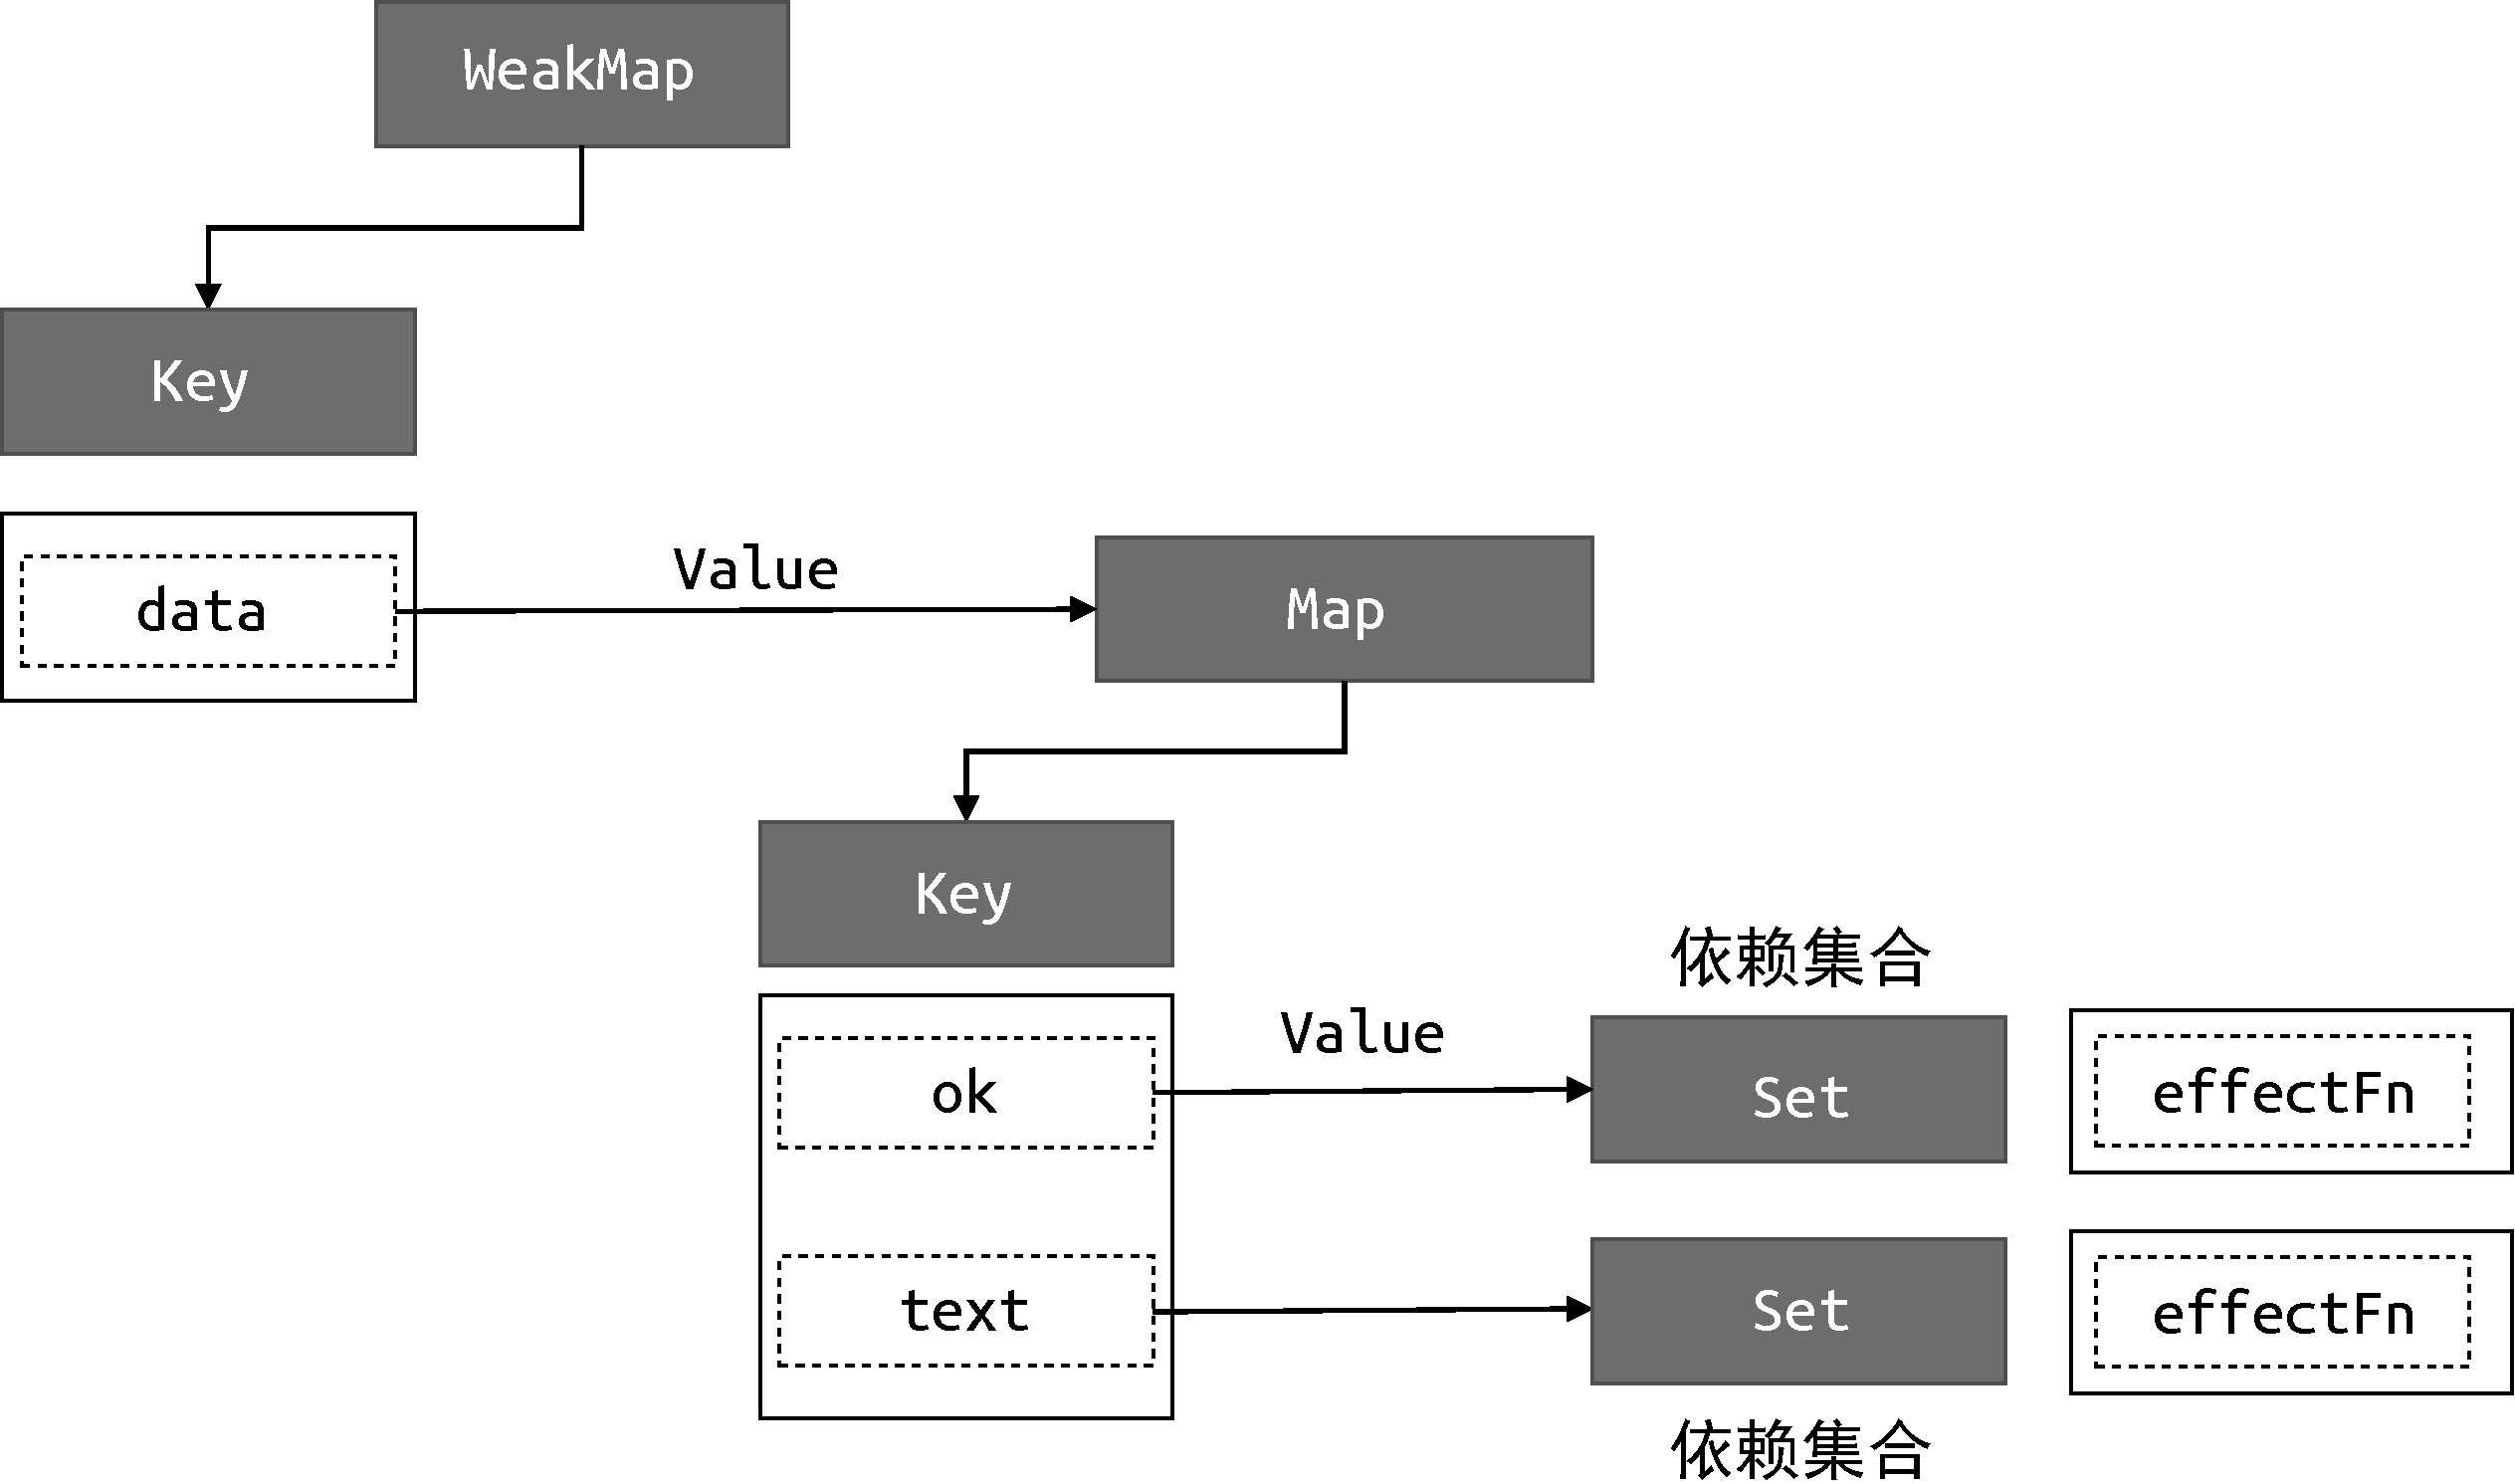 WeakMap
Key
Value
data
Map
Key
依赖集合
Value
ok
Set
effectFn
text
Set
effectFn
依赖集合